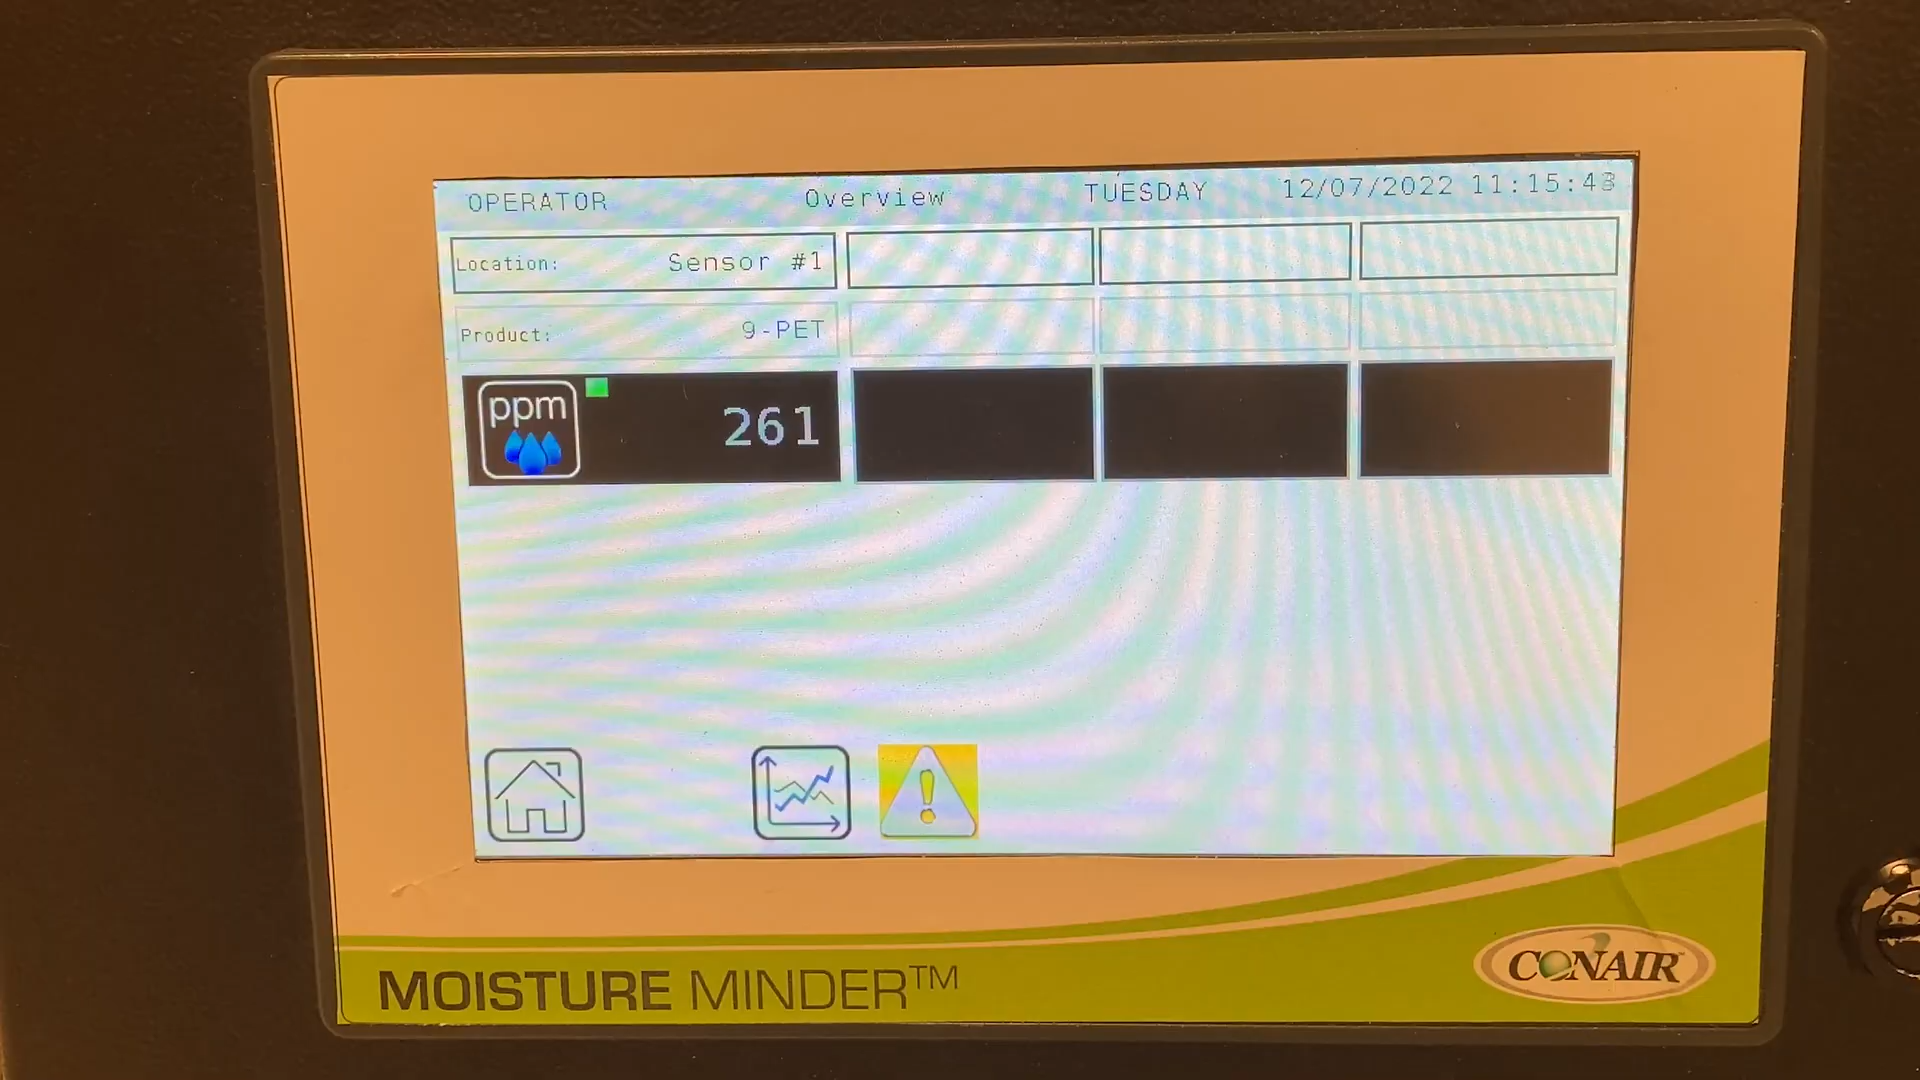 OPERATOR Overview TUESDAY 12/07/2022 11:15:43
Location: Sensor #1
Product: 9-PET
ppm 261
MOISTURE MINDER™
CONAIR